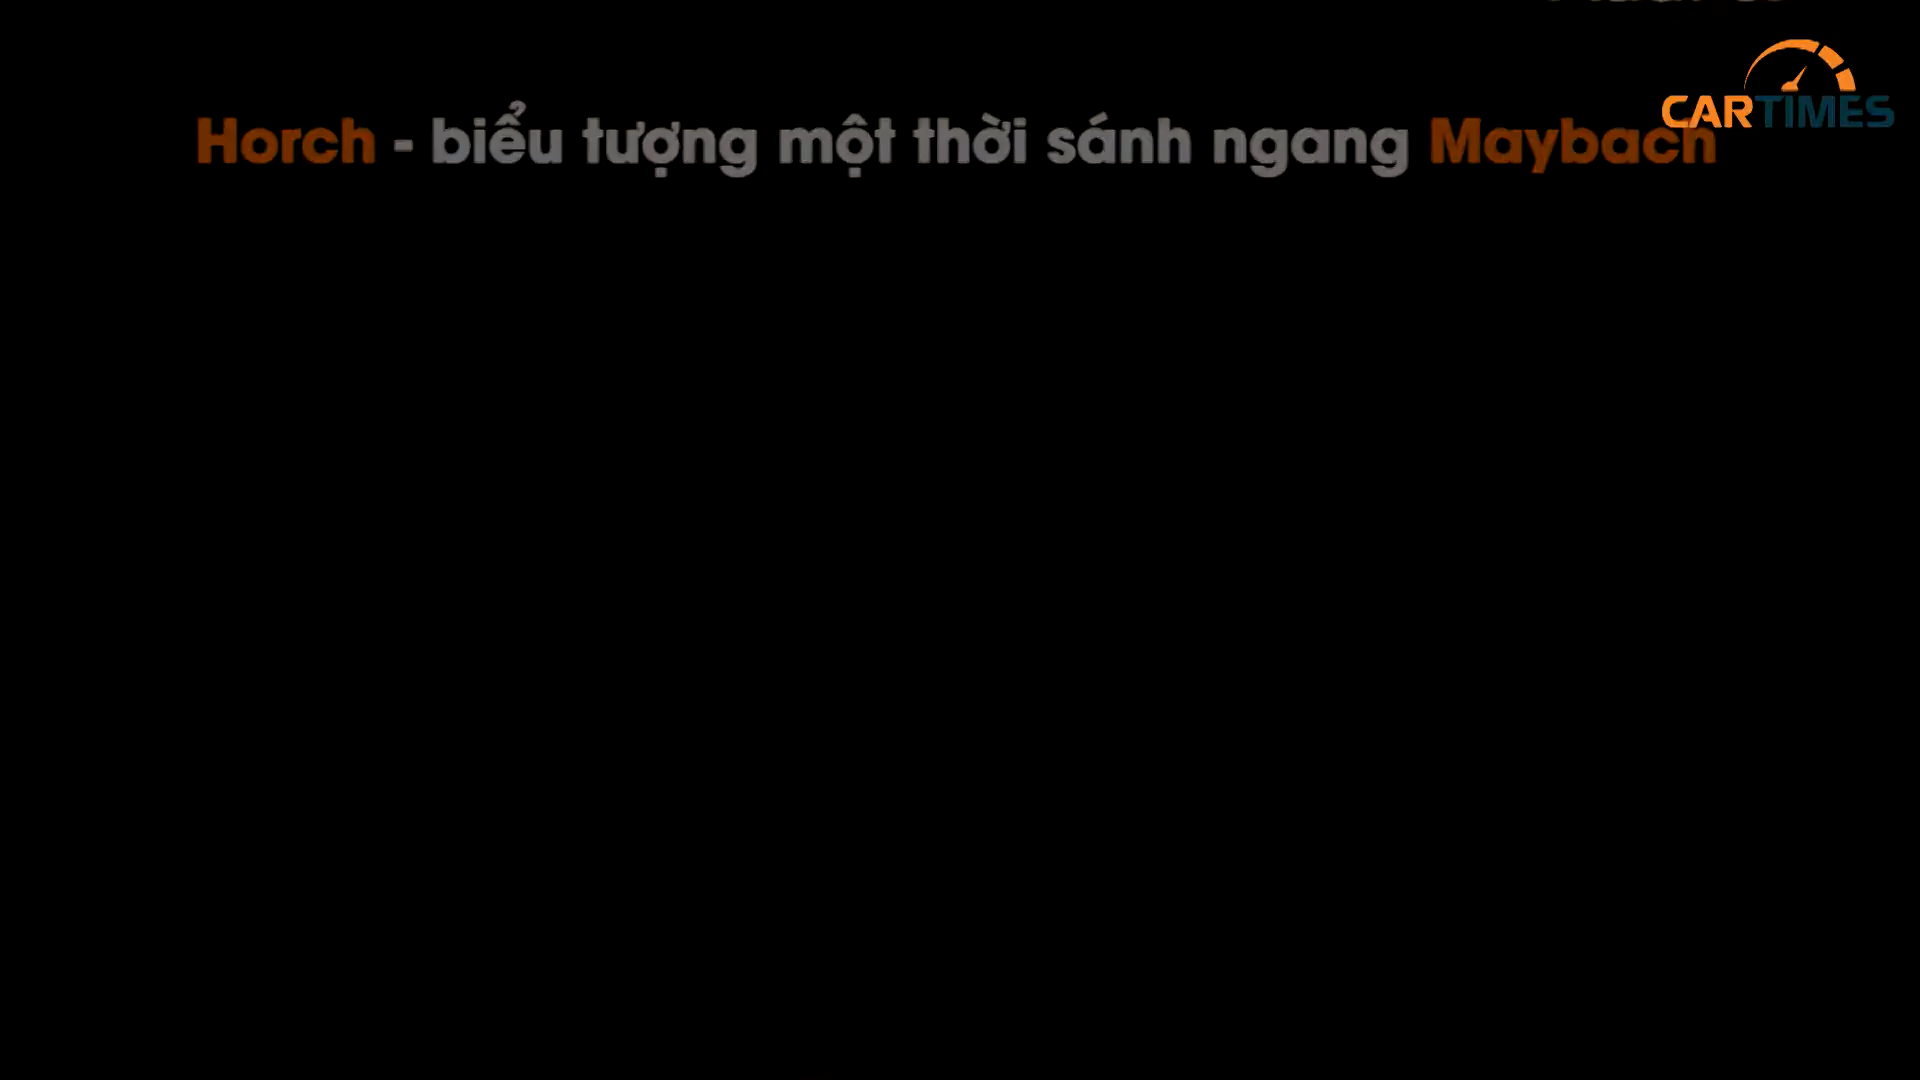 CARTIMES
Horch - biểu tượng một thời sánh ngang Maybach